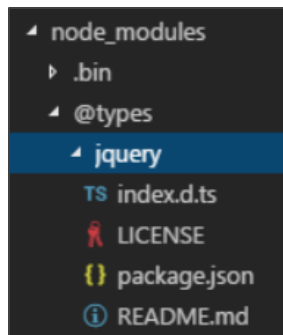 node_modules
.bin
@types
jquery
TS index.d.ts
LICENSE
{} package.json
README.md